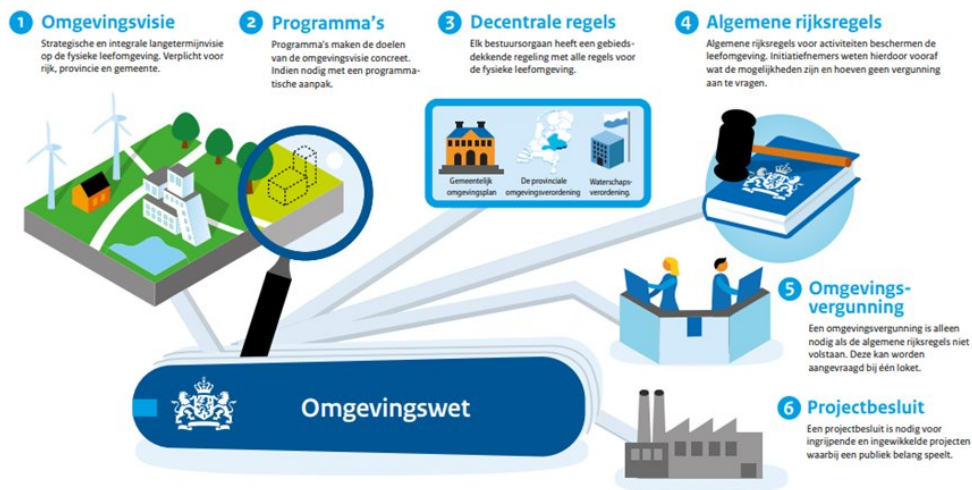 1 Omgevingsvisie
Strategische en integrale langetermijnvisie
op de fysieke leefomgeving. Verplicht voor
rijk, provincie en gemeente.
2 Programma's
Programma's maken de doelen
van de omgevingsvisie concreet.
Indien nodig met een programma-
tische aanpak.
3 Decentrale regels
Elk bestuursorgaan heeft een gebieds-
dekkende regeling met alle regels voor
de fysieke leefomgeving.
Gemeentelijk
omgevingsplan
De provinciale
omgevingsverordening
Waterschaps-
verordening.
4 Algemene rijksregels
Algemene rijksregels voor activiteiten beschermen de
leefomgeving. Initiatiefnemers weten hierdoor vooraf
wat de mogelijkheden zijn en hoeven geen vergunning
aan te vragen.
5 Omgevings-
vergunning
Een omgevingsvergunning is alleen
nodig als de algemene rijksregels niet
volstaan. Deze kan worden
aangevraagd bij één loket.
6 Projectbesluit
Een projectbesluit is nodig voor
ingrijpende en ingewikkelde projecten
waarbij een publiek belang speelt.
Omgevingswet